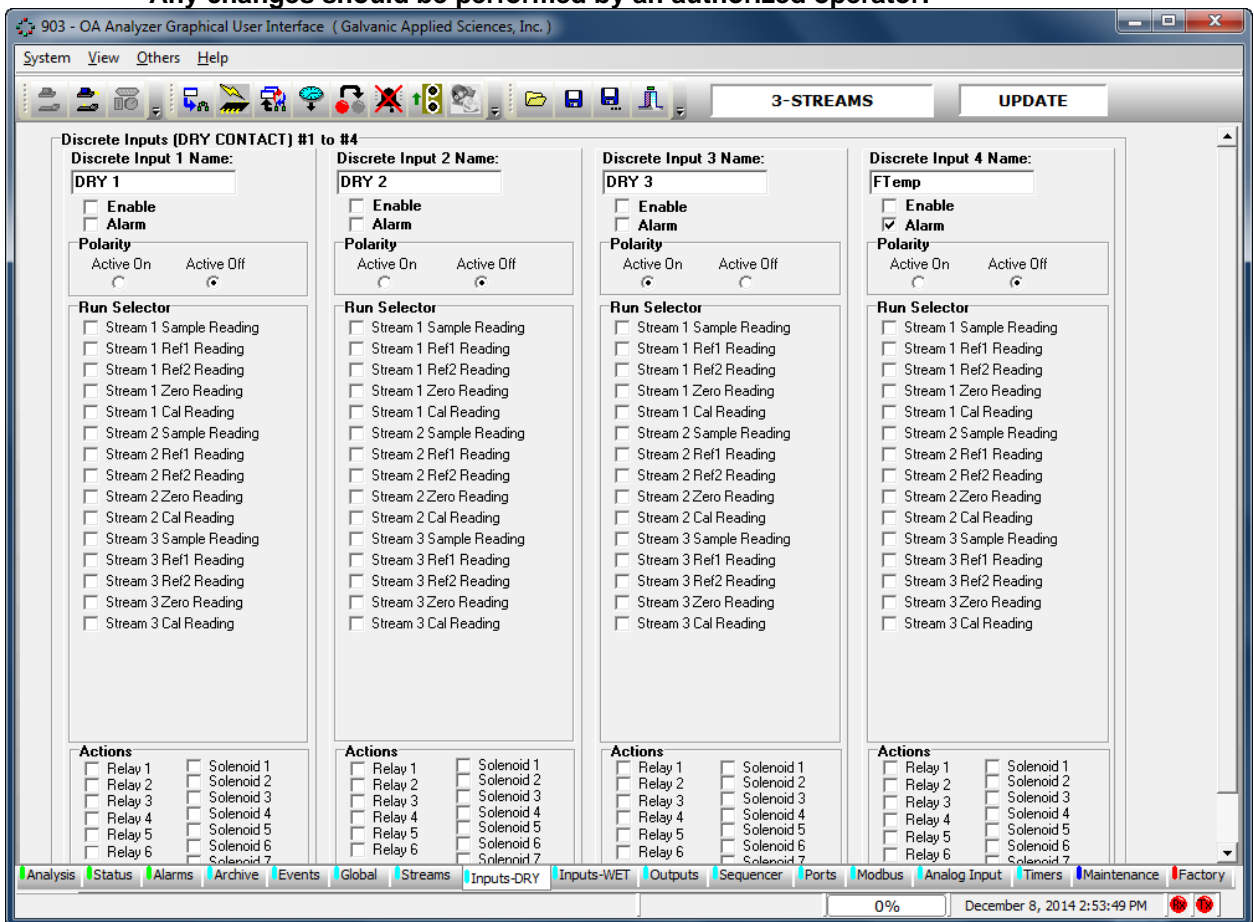 Any changes should be performed by an authorized operator.
903 - OA Analyzer Graphical User Interface ( Galvanic Applied Sciences, Inc. )
System View Others Help
3-STREAMS UPDATE
Discrete Inputs (DRY CONTACT) #1 to #4
Discrete Input 1 Name: Discrete Input 2 Name: Discrete Input 3 Name: Discrete Input 4 Name:
DRY 1 DRY 2 DRY 3 FTemp
Enable Enable Enable Enable
Alarm Alarm Alarm Alarm
Polarity Polarity Polarity Polarity
Active On Active Off Active On Active Off Active On Active Off Active On Active Off
Run Selector Run Selector Run Selector Run Selector
Stream 1 Sample Reading Stream 1 Sample Reading Stream 1 Sample Reading Stream 1 Sample Reading
Stream 1 Ref1 Reading Stream 1 Ref1 Reading Stream 1 Ref1 Reading Stream 1 Ref1 Reading
Stream 1 Ref2 Reading Stream 1 Ref2 Reading Stream 1 Ref2 Reading Stream 1 Ref2 Reading
Stream 1 Zero Reading Stream 1 Zero Reading Stream 1 Zero Reading Stream 1 Zero Reading
Stream 1 Cal Reading Stream 1 Cal Reading Stream 1 Cal Reading Stream 1 Cal Reading
Stream 2 Sample Reading Stream 2 Sample Reading Stream 2 Sample Reading Stream 2 Sample Reading
Stream 2 Ref1 Reading Stream 2 Ref1 Reading Stream 2 Ref1 Reading Stream 2 Ref1 Reading
Stream 2 Ref2 Reading Stream 2 Ref2 Reading Stream 2 Ref2 Reading Stream 2 Ref2 Reading
Stream 2 Zero Reading Stream 2 Zero Reading Stream 2 Zero Reading Stream 2 Zero Reading
Stream 2 Cal Reading Stream 2 Cal Reading Stream 2 Cal Reading Stream 2 Cal Reading
Stream 3 Sample Reading Stream 3 Sample Reading Stream 3 Sample Reading Stream 3 Sample Reading
Stream 3 Ref1 Reading Stream 3 Ref1 Reading Stream 3 Ref1 Reading Stream 3 Ref1 Reading
Stream 3 Ref2 Reading Stream 3 Ref2 Reading Stream 3 Ref2 Reading Stream 3 Ref2 Reading
Stream 3 Zero Reading Stream 3 Zero Reading Stream 3 Zero Reading Stream 3 Zero Reading
Stream 3 Cal Reading Stream 3 Cal Reading Stream 3 Cal Reading Stream 3 Cal Reading
Actions Actions Actions Actions
Relay 1 Solenoid 1 Relay 1 Solenoid 1 Relay 1 Solenoid 1 Relay 1 Solenoid 1
Relay 2 Solenoid 2 Relay 2 Solenoid 2 Relay 2 Solenoid 2 Relay 2 Solenoid 2
Relay 3 Solenoid 3 Relay 3 Solenoid 3 Relay 3 Solenoid 3 Relay 3 Solenoid 3
Relay 4 Solenoid 4 Relay 4 Solenoid 4 Relay 4 Solenoid 4 Relay 4 Solenoid 4
Relay 5 Solenoid 5 Relay 5 Solenoid 5 Relay 5 Solenoid 5 Relay 5 Solenoid 5
Relay 6 Solenoid 6 Relay 6 Solenoid 6 Relay 6 Solenoid 6 Relay 6 Solenoid 6
Solenoid 7 Solenoid 7 Solenoid 7 Solenoid 7
Analysis Status Alarms Archive Events Global Streams Inputs-DRY Inputs-WET Outputs Sequencer Ports Modbus Analog Input Timers Maintenance Factory
0% December 8, 2014 2:53:49 PM Rx Tx